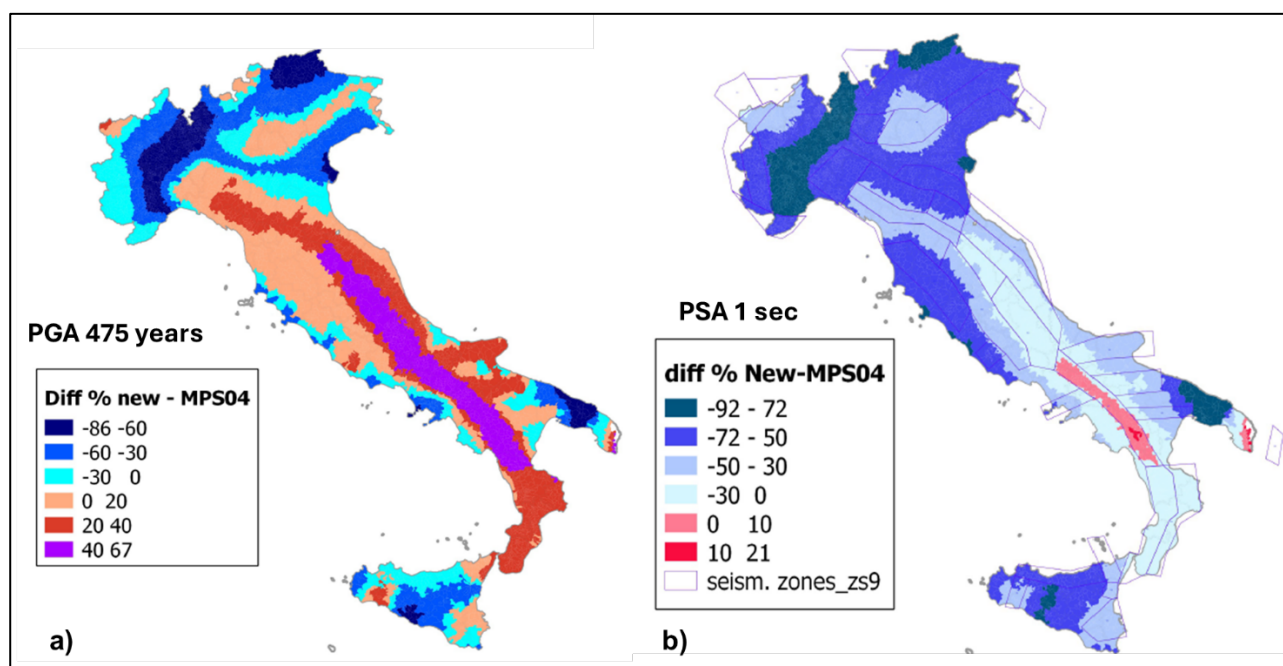 PGA 475 years
Diff % new - MPS04
-86 -60
-60 -30
-30 0
0 20
20 40
40 67
a)
PSA 1 sec
diff % New-MPS04
-92 - 72
-72 - 50
-50 - 30
-30 0
0 10
10 21
seism. zones_zs9
b)